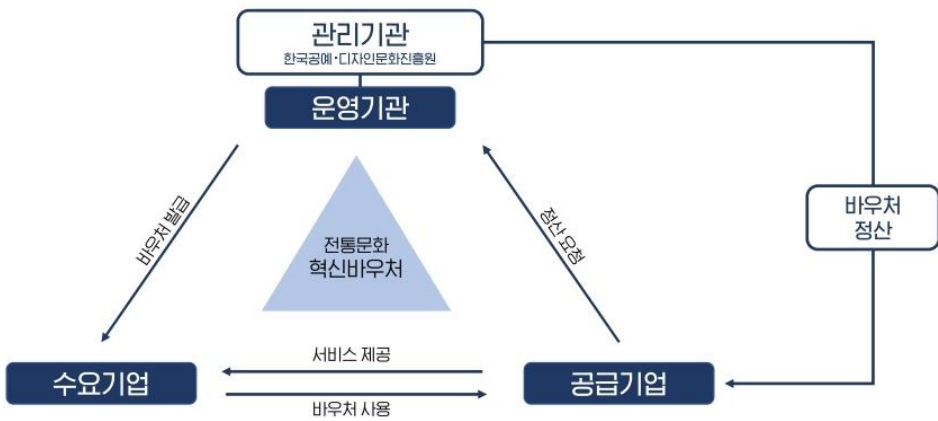 관리기관
한국공예·디자인문화진흥원
운영기관
바우처 발급
전통문화
혁신바우처
정산 요청
바우처
정산
서비스 제공
수요기업
공급기업
바우처 사용